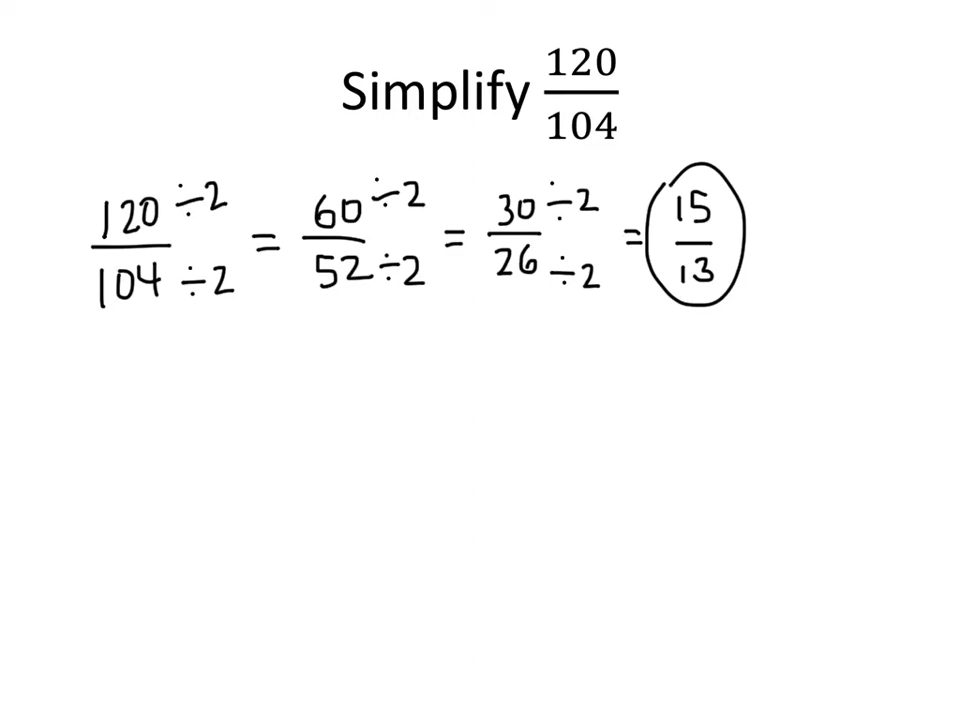 Simplify 120/104
120÷2/104÷2 = 60÷2/52÷2 = 30÷2/26÷2 = 15/13